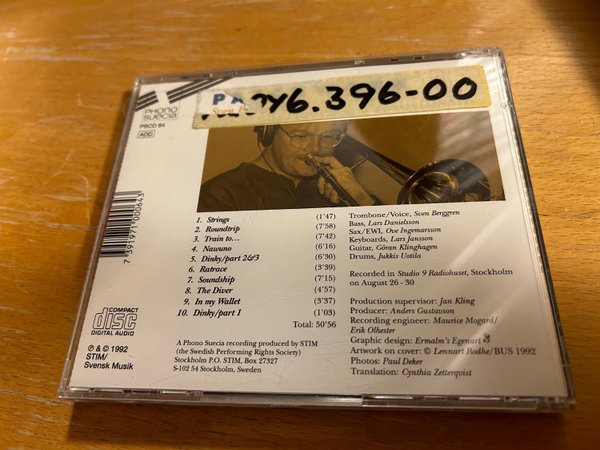 PHONO
SUECIA
PSCD 64
ADD
Y6.396-00
7 391971 000643
1. Strings (1'47)
2. Roundtrip (7'58)
3. Train to... (7'42)
4. Nawuno (6'16)
5. Dinky/part 2&3 (6'30)
6. Ratrace (3'39)
7. Soundship (7'15)
8. The Diver (4'57)
9. In my Wallet (3'37)
10. Dinky/part 1 (1'03)
Total: 50'56
Trombone/Voice, Sven Berggren
Bass, Lars Danielsson
Sax/EWI, Ove Ingemarsson
Keyboards, Lars Jansson
Guitar, Göran Klinghagen
Drums, Jukkis Uotila
Recorded in Studio 9 Radiohuset, Stockholm
on August 26 - 30
Production supervisor: Jan Kling
Producer: Anders Gustavson
Recording engineer: Maurice Mogard/
Erik Olhester
Graphic design: Ermalm's Egenart
Artwork on cover: © Lennart Rodhe/BUS 1992
Photos: Paul Deker
Translation: Cynthia Zetterqvist
COMPACT
disc
DIGITAL AUDIO
℗ & © 1992
STIM/
Svensk Musik
A Phono Suecia recording produced by STIM
(the Swedish Performing Rights Society)
Stockholm P.O. STIM, Box 27327
S-102 54 Stockholm, Sweden